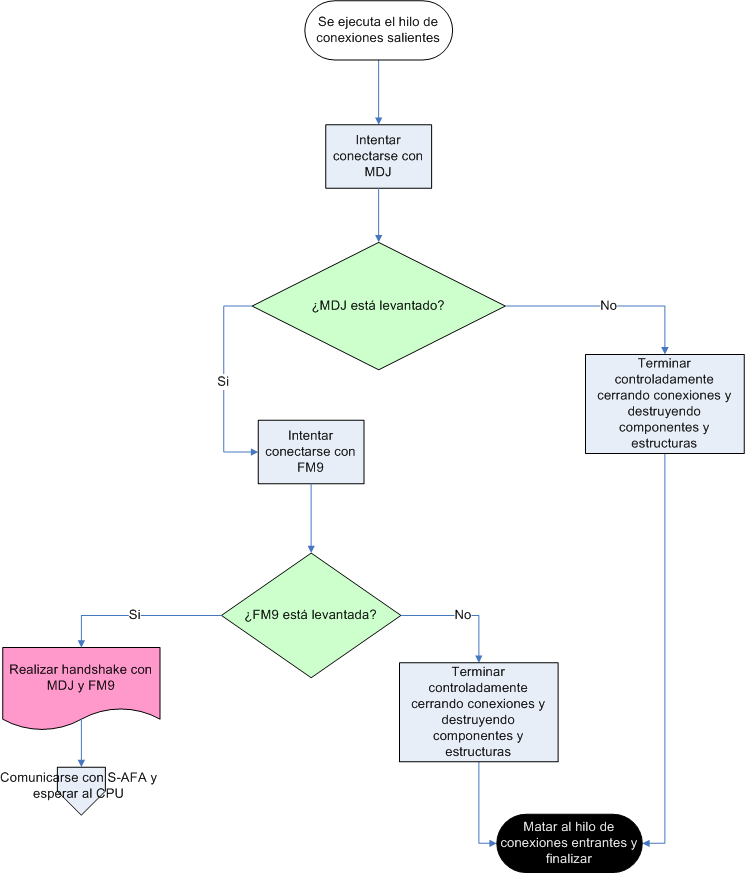 Se ejecuta el hilo de
conexiones salientes
Intentar
conectarse con
MDJ
¿MDJ está levantado?
No
Si
Terminar
controladamente
cerrando conexiones y
destruyendo
componentes y
estructuras
Intentar
conectarse con
FM9
¿FM9 está levantada?
Si
No
Realizar handshake con
MDJ y FM9
Terminar
controladamente
cerrando conexiones y
destruyendo
componentes y
estructuras
Comunicarse con S-AFA y
esperar al CPU
Matar al hilo de
conexiones entrantes y
finalizar